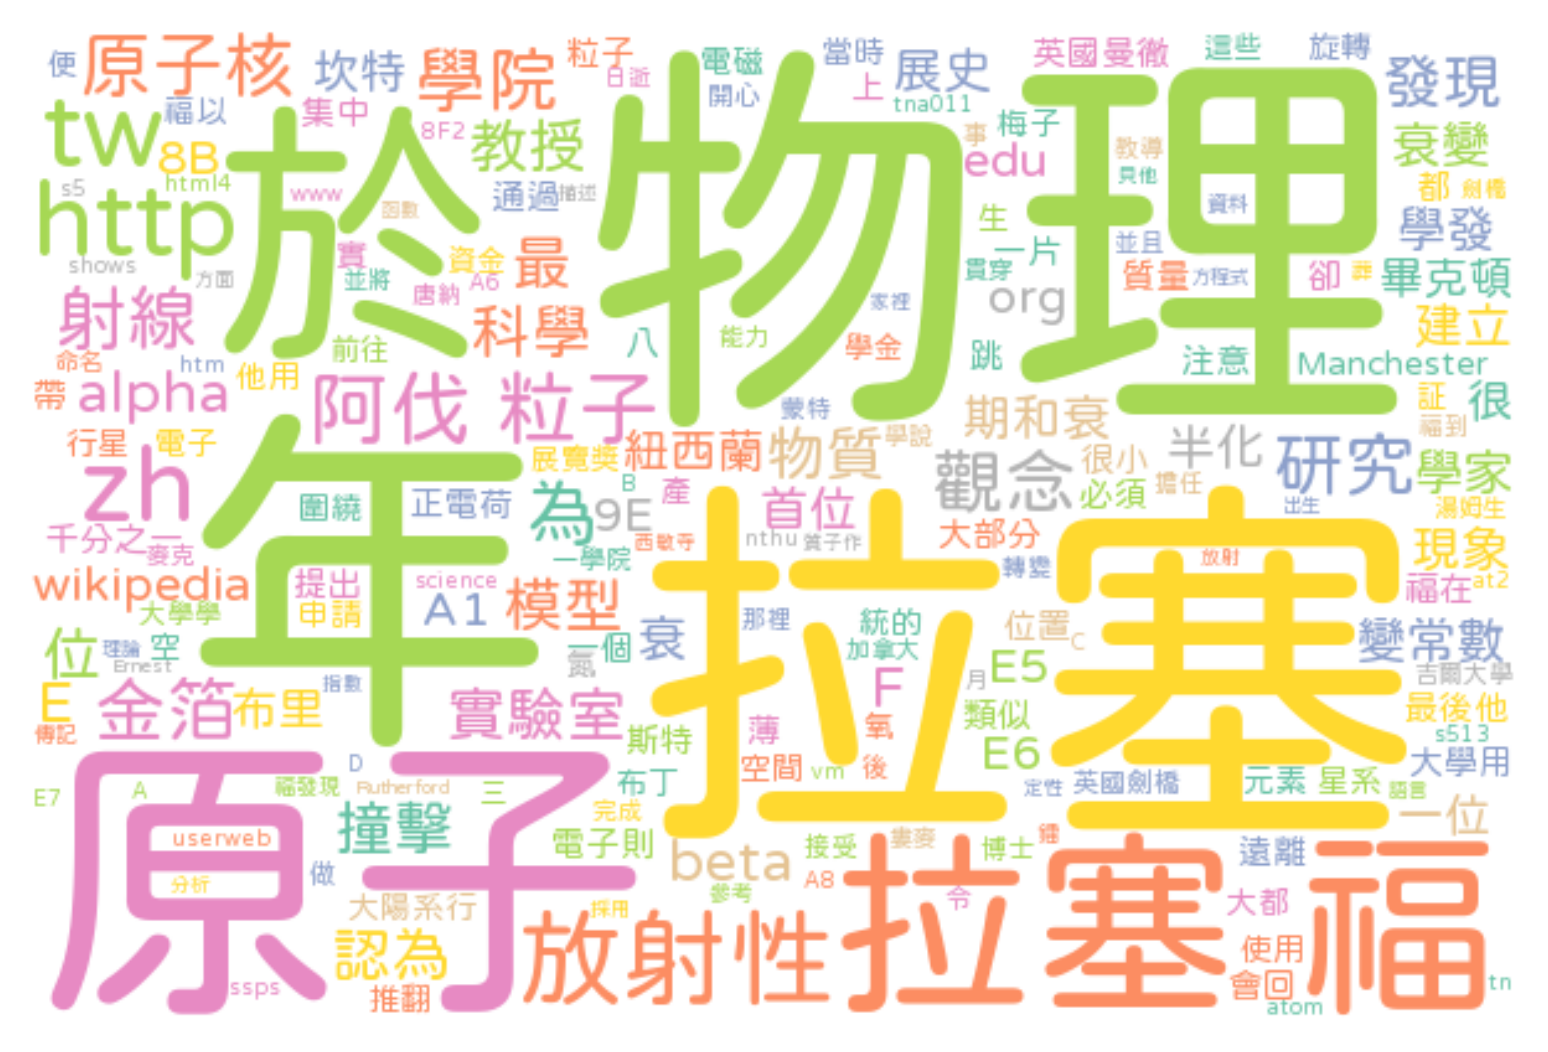 便 原子核 坎特 學院 粒子 日逝 電磁 當時 展史 上 英國曼徹 這些 旋轉 發現
tw 福以 集中 8F2 教授 開心 tna011 事 梅子 衰變
8B html4 於 物理 edu 教導 都 劍橋
http s5 www 函數 通過 描述 生 貝他 資料 學發
shows 方面 實 並將 資金 A6 最 一片 並且
射線 唐納 貫穿 質量 方程式 卻 葬 畢克頓
org 家裡 建立
命名 htm 前往 科學 八 能力 學金 跳 注意 Manchester
帶 alpha 他用 阿伐 粒子 蒙特 期和衰 証 很
行星 電子 年 展覽獎 紐西蘭 物質 學說 半化 福到
zh 圍繞 正電荷 為 9E B 產 首位 觀念 很小 必須 擔任 研究 學家
出生 湯姆生
千分之一 麥克 一學院 西敏寺 nthu 質子作 大部分 現象
wikipedia 提出 science 拉塞 轉變 放射 福在 at2
大學學 申請 A1 模型 那裡 統的 位置
位 理論 空 Ernest 一個 衰 加拿大 C 變常數
氮 月 E5 吉爾大學
E 金箔 布里 指數 實驗室 F 類似 最後他
傳記 斯特 薄 氧 E6 s513
原子 D 布丁 空間 vm 後 大學用
E7 A 福發現 Rutherford 三 定性 英國劍橋 元素 星系 語言
撞擊 完成 一位
userweb 電子則 beta 接受 婁麥 博士 鐳 遠離
分析 做 參考 A8 拉塞福
大陽系行 採用 令 大都
認為 放射性 使用
ssps 推翻 會回 atom tn